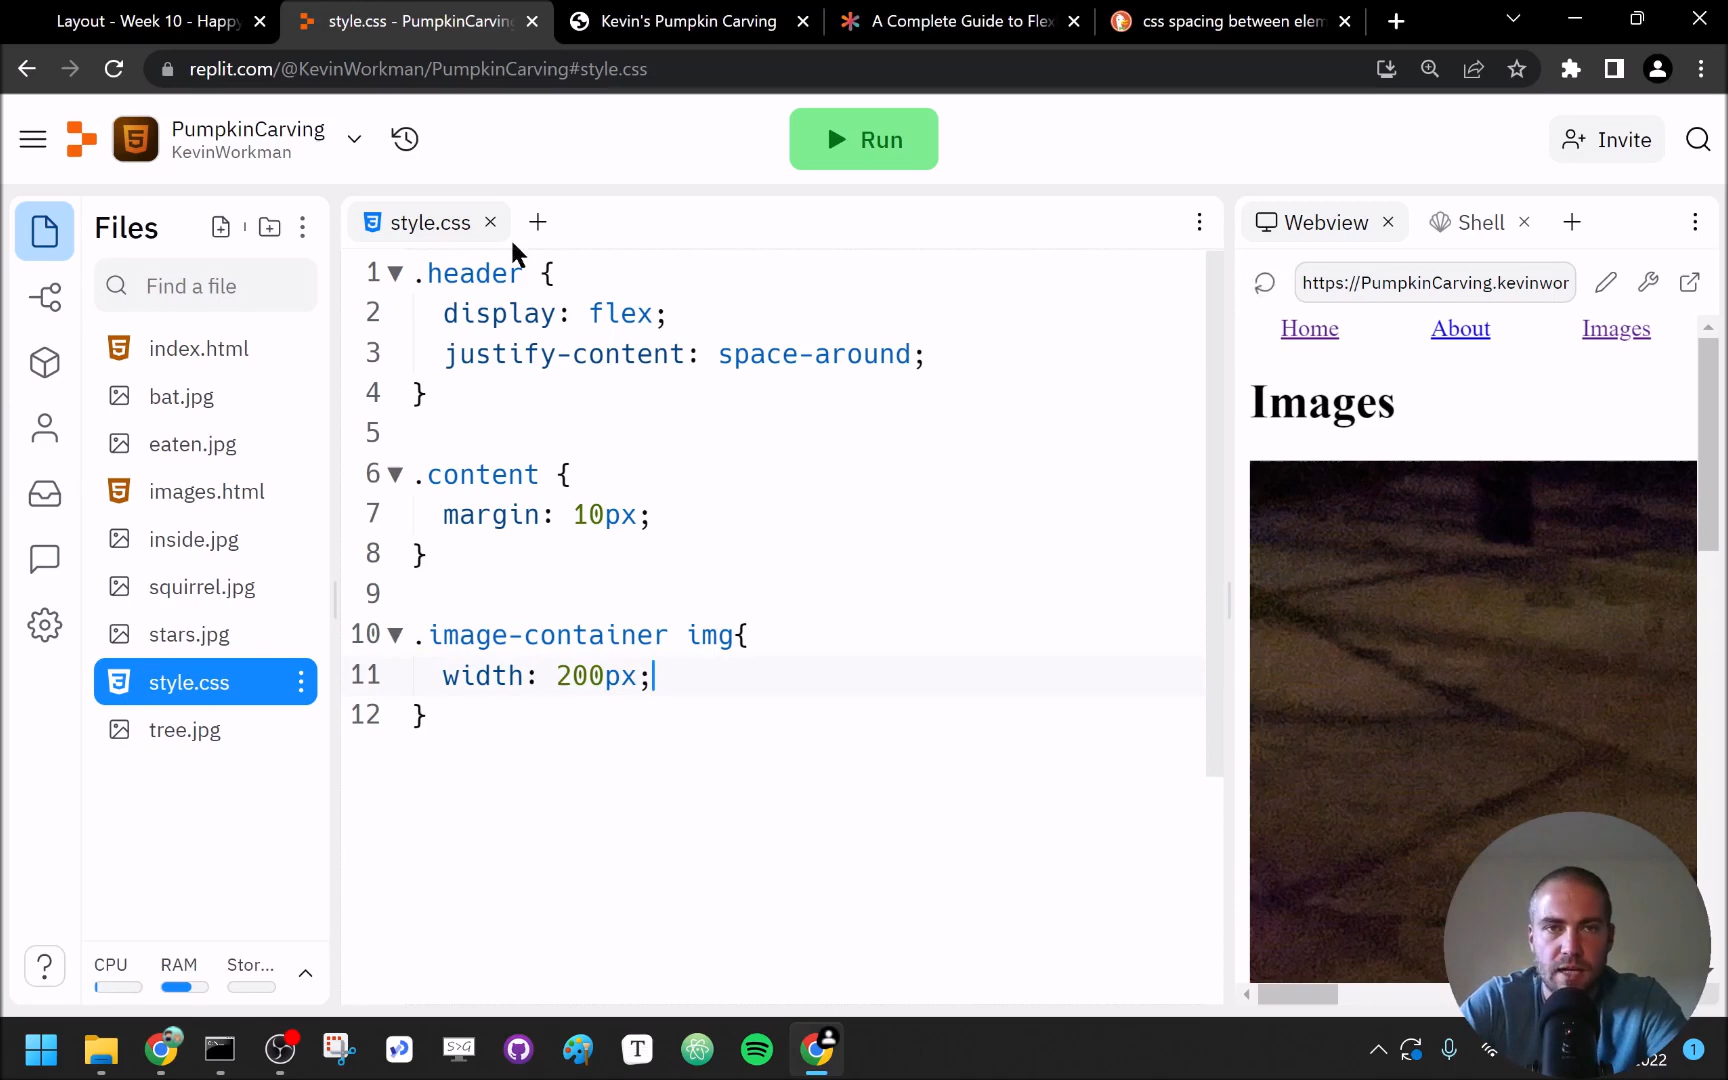 Layout - Week 10 - Happy
style.css - PumpkinCarving
Kevin's Pumpkin Carving
A Complete Guide to Flex
css spacing between elem
replit.com/@KevinWorkman/PumpkinCarving#style.css
PumpkinCarving
KevinWorkman
Run
Invite
Files
style.css
Webview
Shell
Find a file
https://PumpkinCarving.kevinwor
index.html
bat.jpg
eaten.jpg
images.html
inside.jpg
squirrel.jpg
stars.jpg
style.css
tree.jpg
1 .header {
2 display: flex;
3 justify-content: space-around;
4 }
5
6 .content {
7 margin: 10px;
8 }
9
10 .image-container img{
11 width: 200px;
12 }
Home About Images
Images
CPU RAM Stor...
?
S>G
T
2022
1